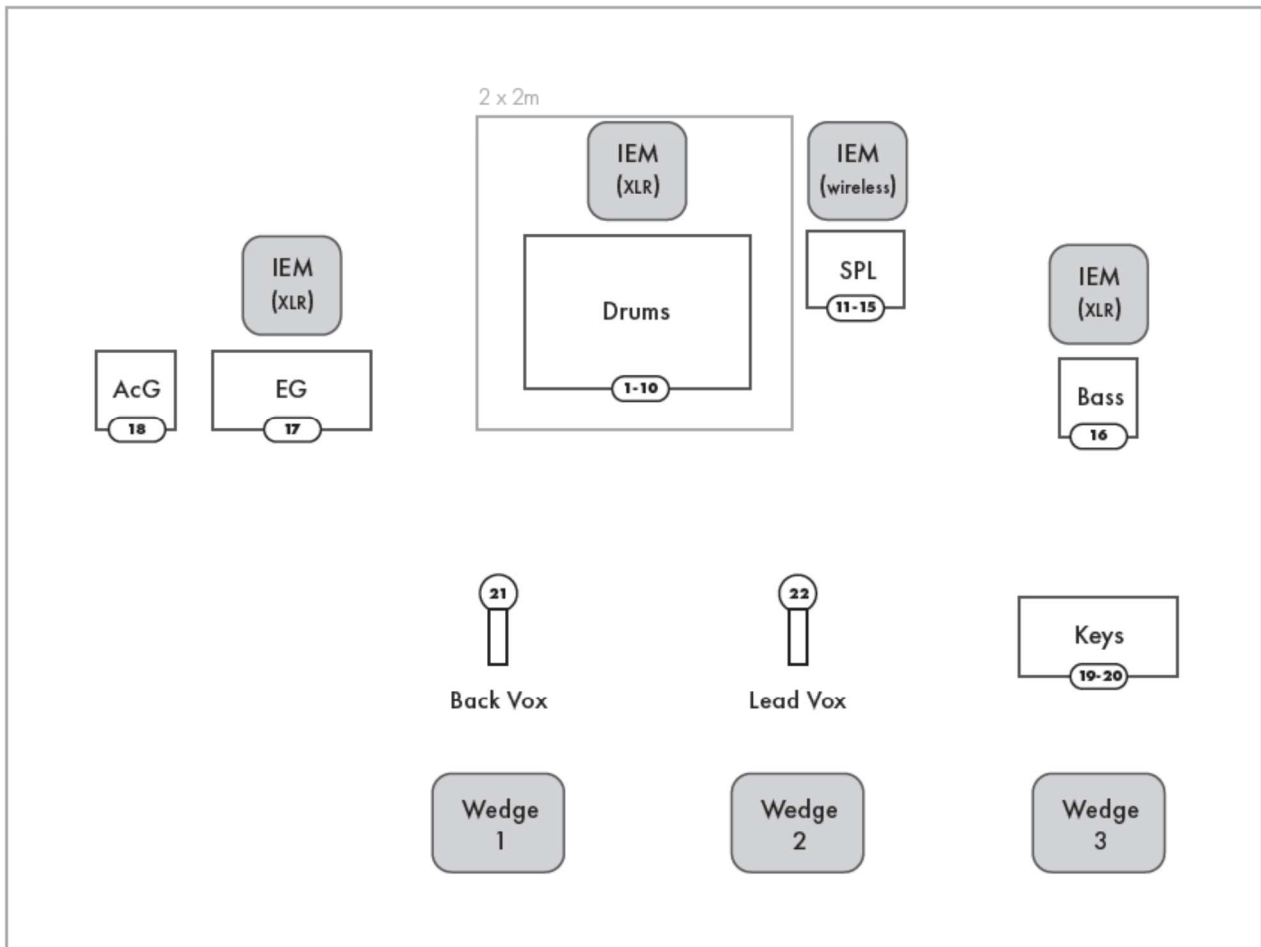 2 x 2m
IEM
(XLR)
IEM
(wireless)
IEM
(XLR)
IEM
(XLR)
SPL
11-15
Drums
1-10
AcG
18
EG
17
Bass
16
21
Back Vox
22
Lead Vox
Keys
19-20
Wedge
1
Wedge
2
Wedge
3